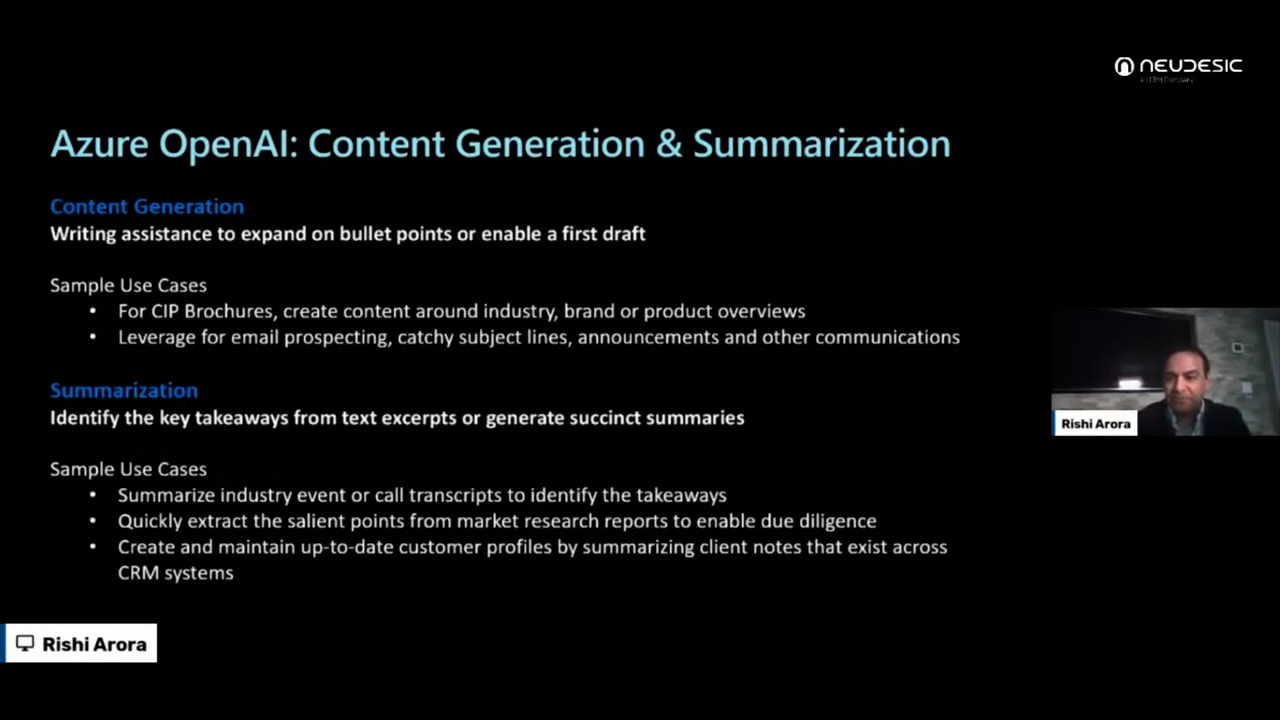 NEUDESIC
an IBM Company
Azure OpenAI: Content Generation & Summarization
Content Generation
Writing assistance to expand on bullet points or enable a first draft
Sample Use Cases
• For CIP Brochures, create content around industry, brand or product overviews
• Leverage for email prospecting, catchy subject lines, announcements and other communications
Summarization
Identify the key takeaways from text excerpts or generate succinct summaries
Sample Use Cases
• Summarize industry event or call transcripts to identify the takeaways
• Quickly extract the salient points from market research reports to enable due diligence
• Create and maintain up-to-date customer profiles by summarizing client notes that exist across
CRM systems
Rishi Arora
Rishi Arora